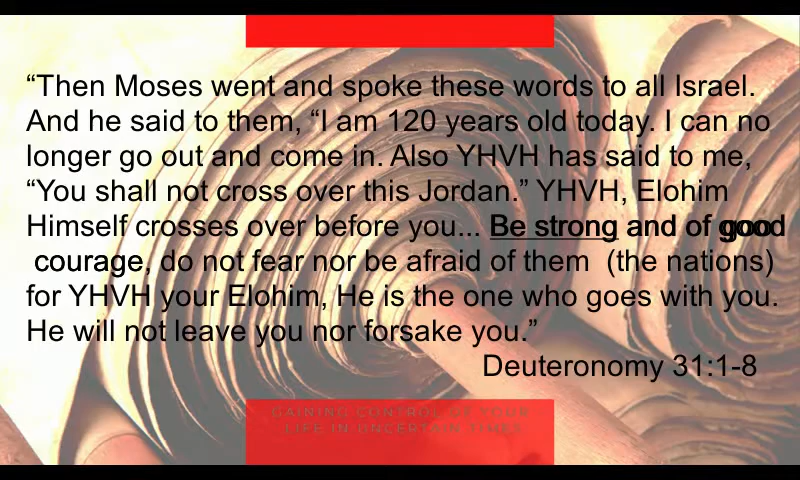 “Then Moses went and spoke these words to all Israel.
And he said to them, “I am 120 years old today. I can no
longer go out and come in. Also YHVH has said to me,
“You shall not cross over this Jordan.” YHVH, Elohim
Himself crosses over before you... Be strong and of good
courage, do not fear nor be afraid of them (the nations)
for YHVH your Elohim, He is the one who goes with you.
He will not leave you nor forsake you.”
Deuteronomy 31:1-8
GAINING CONTROL OF YOUR
LIFE IN UNCERTAIN TIMES